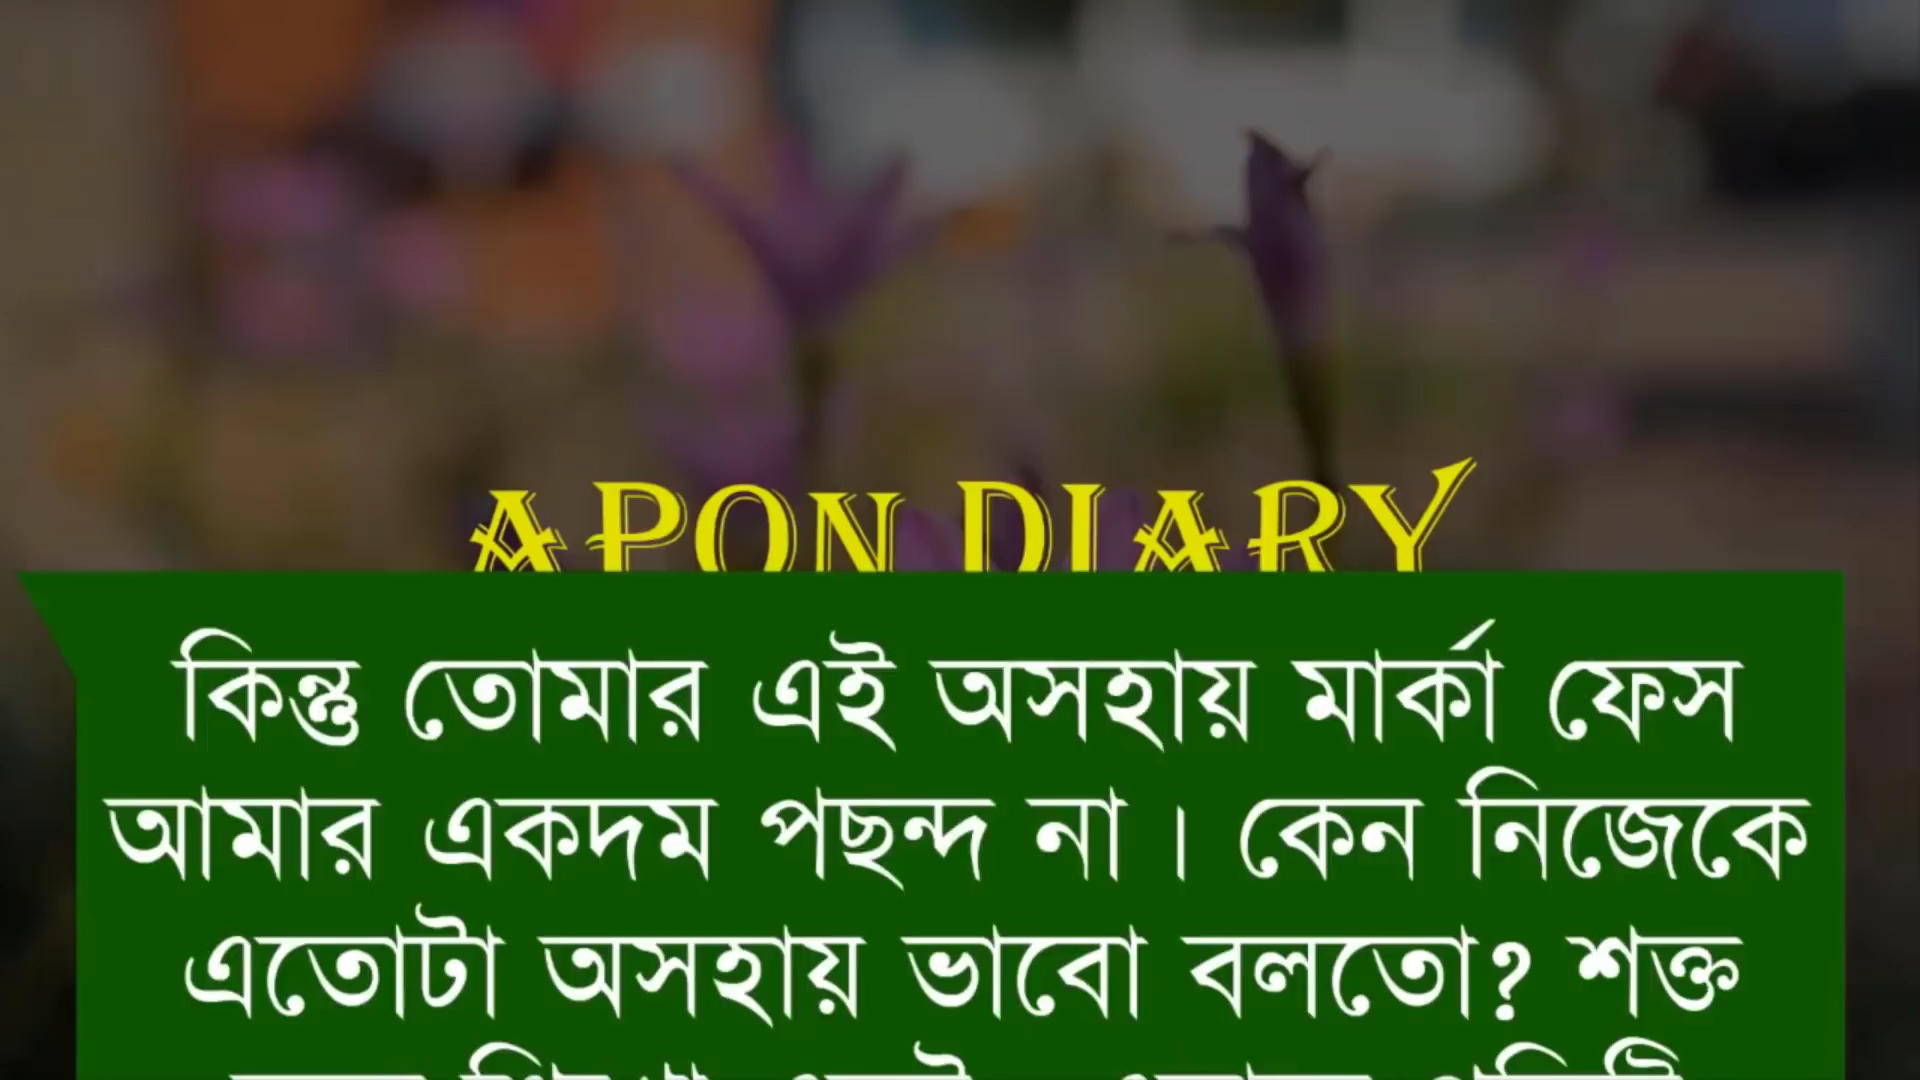 APON DIARY
কিন্তু তোমার এই অসহায় মার্কা ফেস
আমার একদম পছন্দ না। কেন নিজেকে
এতোটা অসহায় ভাবো বলতো? শক্ত